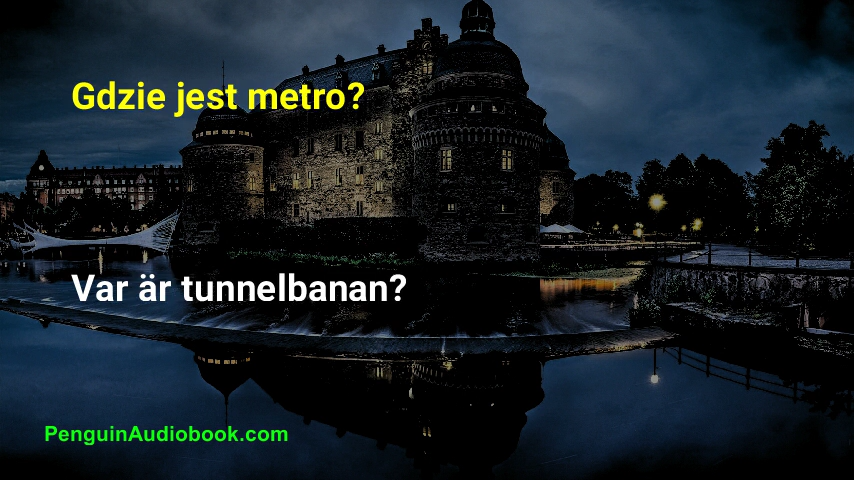 Gdzie jest metro?
Var är tunnelbanan?
PenguinAudiobook.com